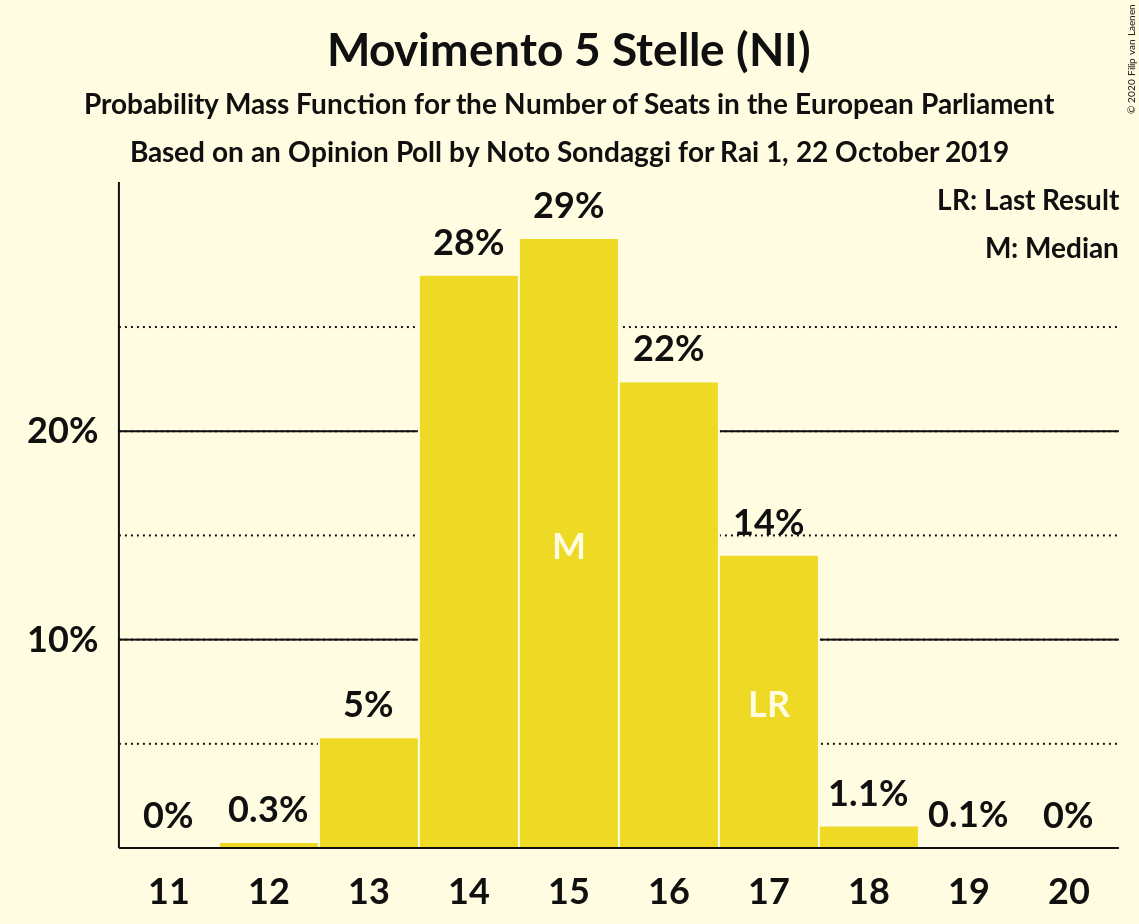 Movimento 5 Stelle (NI)
Probability Mass Function for the Number of Seats in the European Parliament
Based on an Opinion Poll by Noto Sondaggi for Rai 1, 22 October 2019
© 2020 Filip van Laenen
LR: Last Result
M: Median
29%
28%
22%
20%
14%
M
10%
5%
LR
0%
0.3%
1.1%
0.1%
0%
11 12 13 14 15 16 17 18 19 20